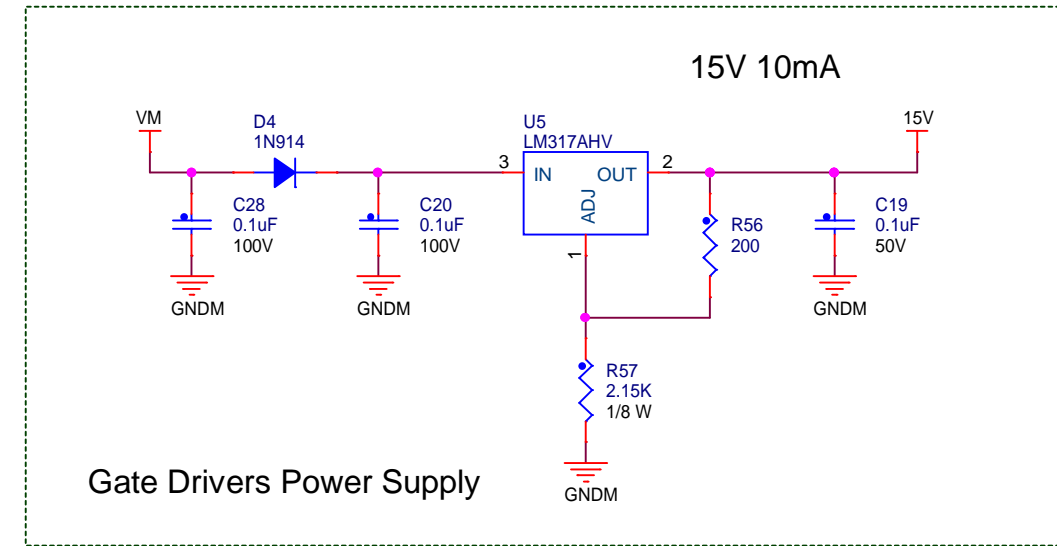 15V 10mA
VM
D4
1N914
U5
LM317AHV
15V
3
IN
OUT
2
ADJ
1
C28
0.1uF
100V
C20
0.1uF
100V
R56
200
C19
0.1uF
50V
GNDM
GNDM
GNDM
R57
2.15K
1/8 W
Gate Drivers Power Supply
GNDM